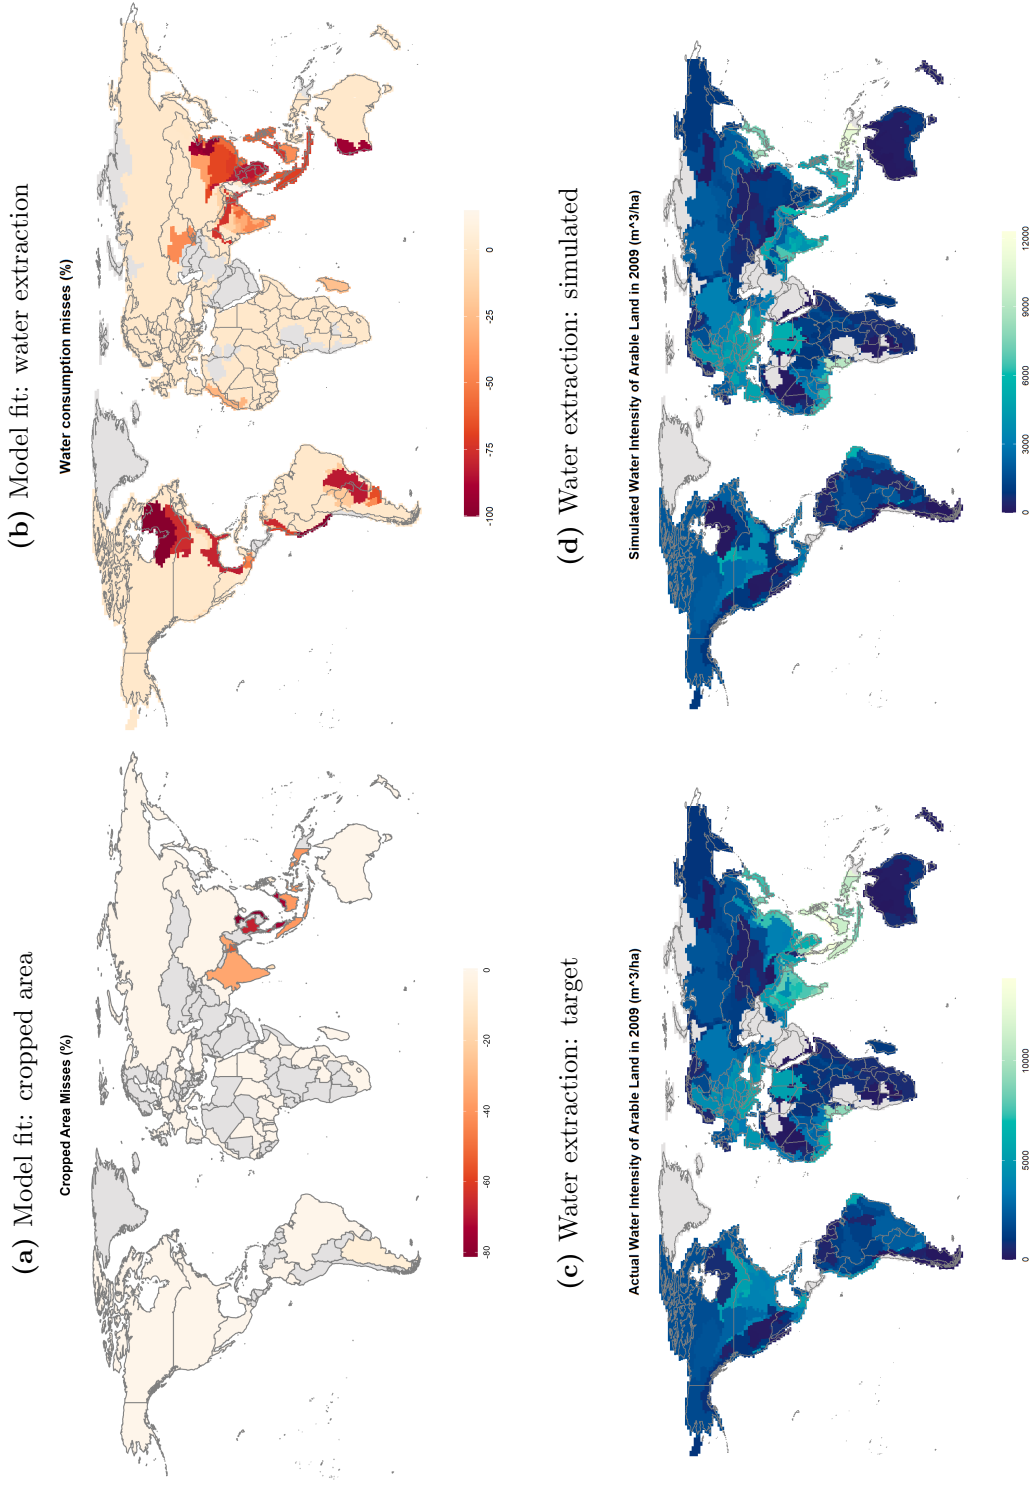 (a) Model fit: cropped area
Cropped Area Misses (%)
-80
-60
-40
-20
0
(b) Model fit: water extraction
Water consumption misses (%)
-100
-75
-50
-25
0
(c) Water extraction: target
Actual Water Intensity of Arable Land in 2009 (m^3/ha)
0
5000
10000
(d) Water extraction: simulated
Simulated Water Intensity of Arable Land in 2009 (m^3/ha)
0
3000
6000
9000
12000